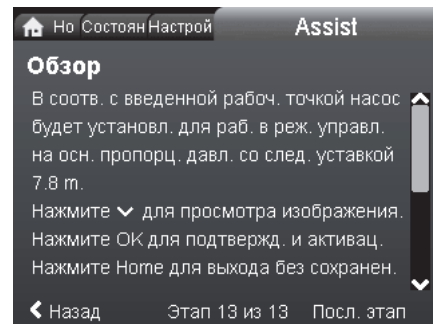 Но Состоян Настрой Assist
Обзор
В соотв. с введенной рабоч. точкой насос
будет установл. для раб. в реж. управл.
на осн. пропорц. давл. со след. уставкой
7.8 m.
Нажмите для просмотра изображения.
Нажмите OK для подтвержд. и активац.
Нажмите Home для выхода без сохранен.
Назад Этап 13 из 13 Посл. этап